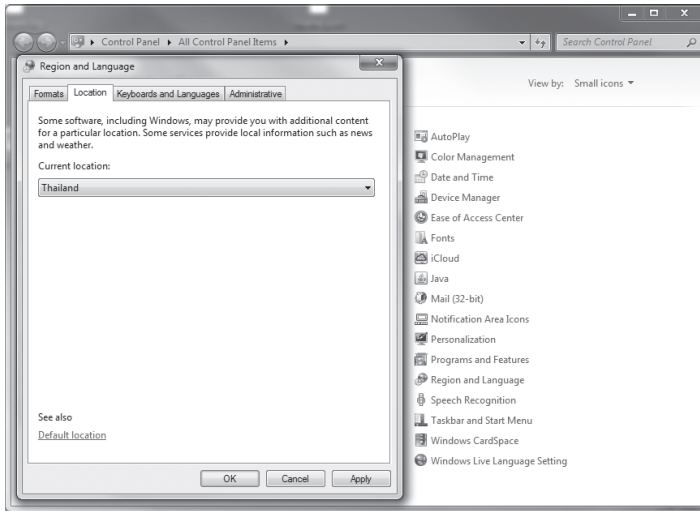 Control Panel ▸ All Control Panel Items ▸
Search Control Panel
Region and Language
Formats
Location
Keyboards and Languages
Administrative
Some software, including Windows, may provide you with additional content
for a particular location. Some services provide local information such as news
and weather.
Current location:
Thailand
See also
Default location
OK
Cancel
Apply
View by: Small icons
AutoPlay
Color Management
Date and Time
Device Manager
Ease of Access Center
Fonts
iCloud
Java
Mail (32-bit)
Notification Area Icons
Personalization
Programs and Features
Region and Language
Speech Recognition
Taskbar and Start Menu
Windows CardSpace
Windows Live Language Setting